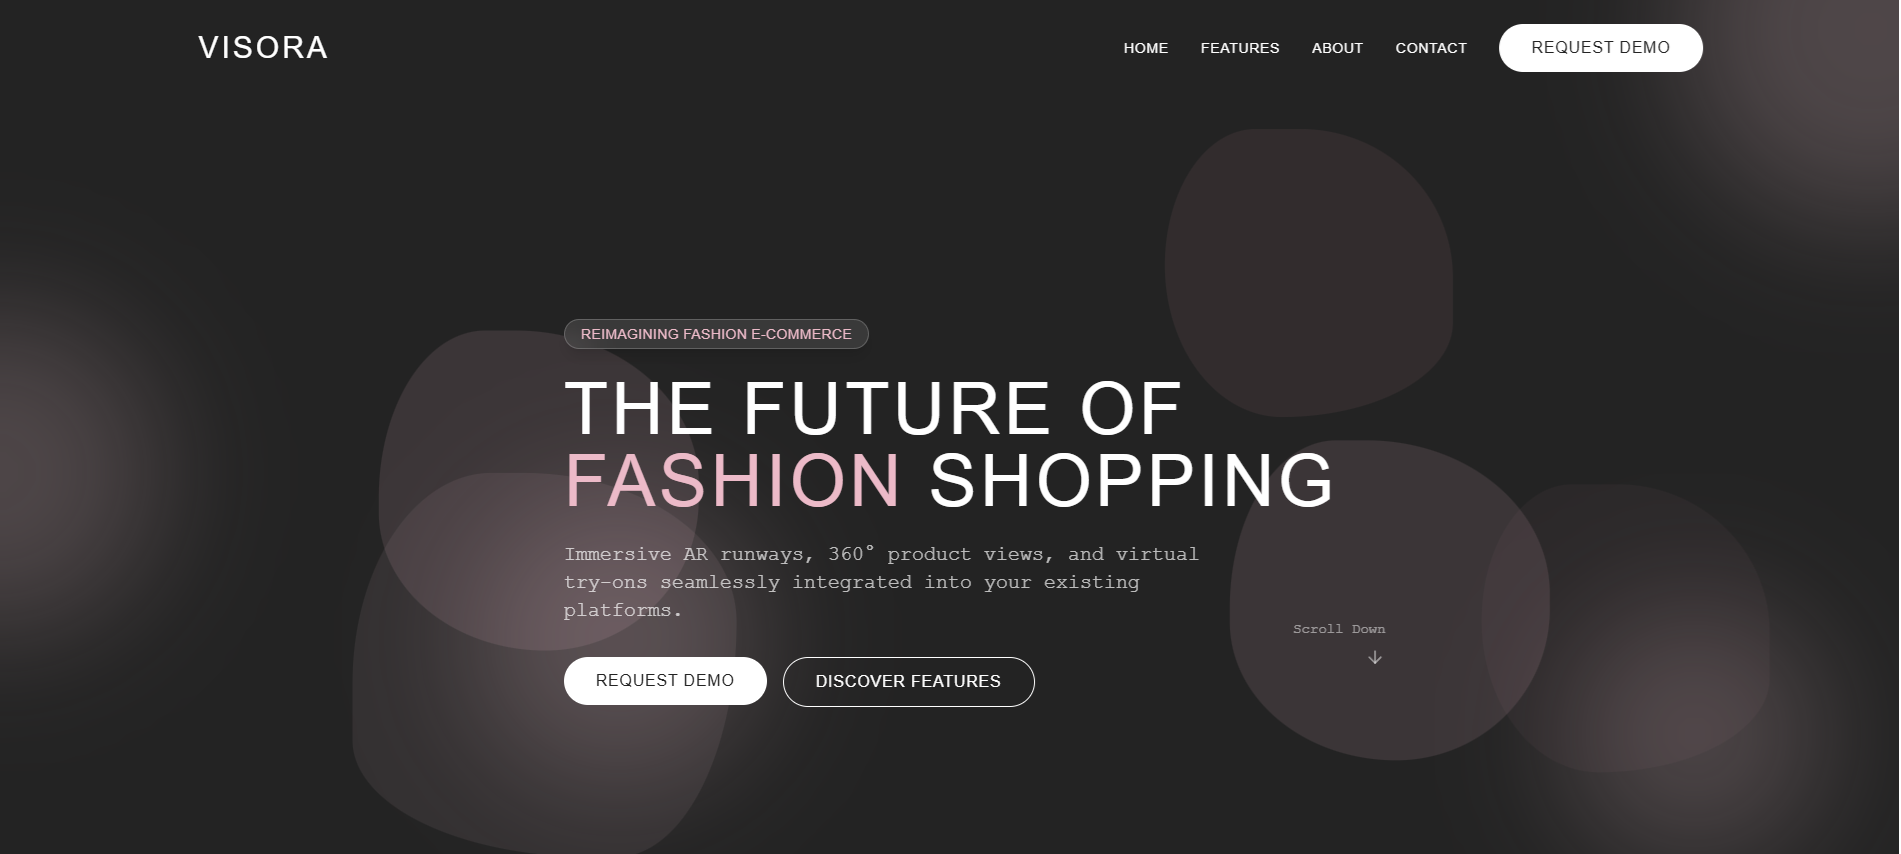 VISORA
HOME
FEATURES
ABOUT
CONTACT
REQUEST DEMO
REIMAGINING FASHION E-COMMERCE
THE FUTURE OF
FASHION SHOPPING
Immersive AR runways, 360° product views, and virtual
try-ons seamlessly integrated into your existing
platforms.
Scroll Down
REQUEST DEMO
DISCOVER FEATURES